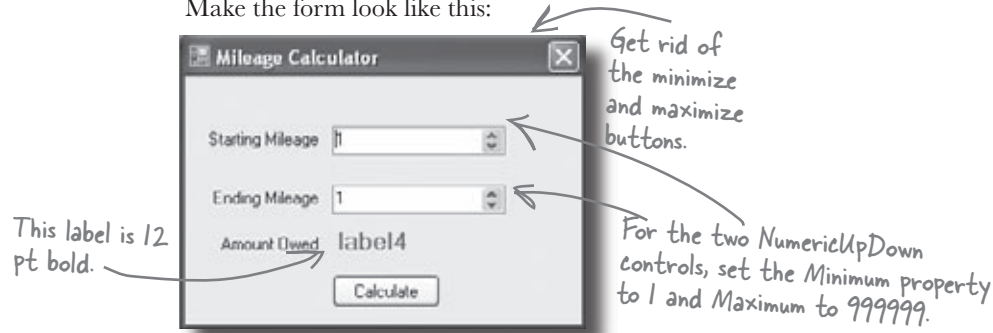 Make the form look like this:
Mileage Calculator
Get rid of
the minimize
and maximize
buttons.
Starting Mileage 1
Ending Mileage 1
This label is 12
pt bold.
Amount Owed label4
For the two NumericUpDown
controls, set the Minimum property
to 1 and Maximum to 999999.
Calculate